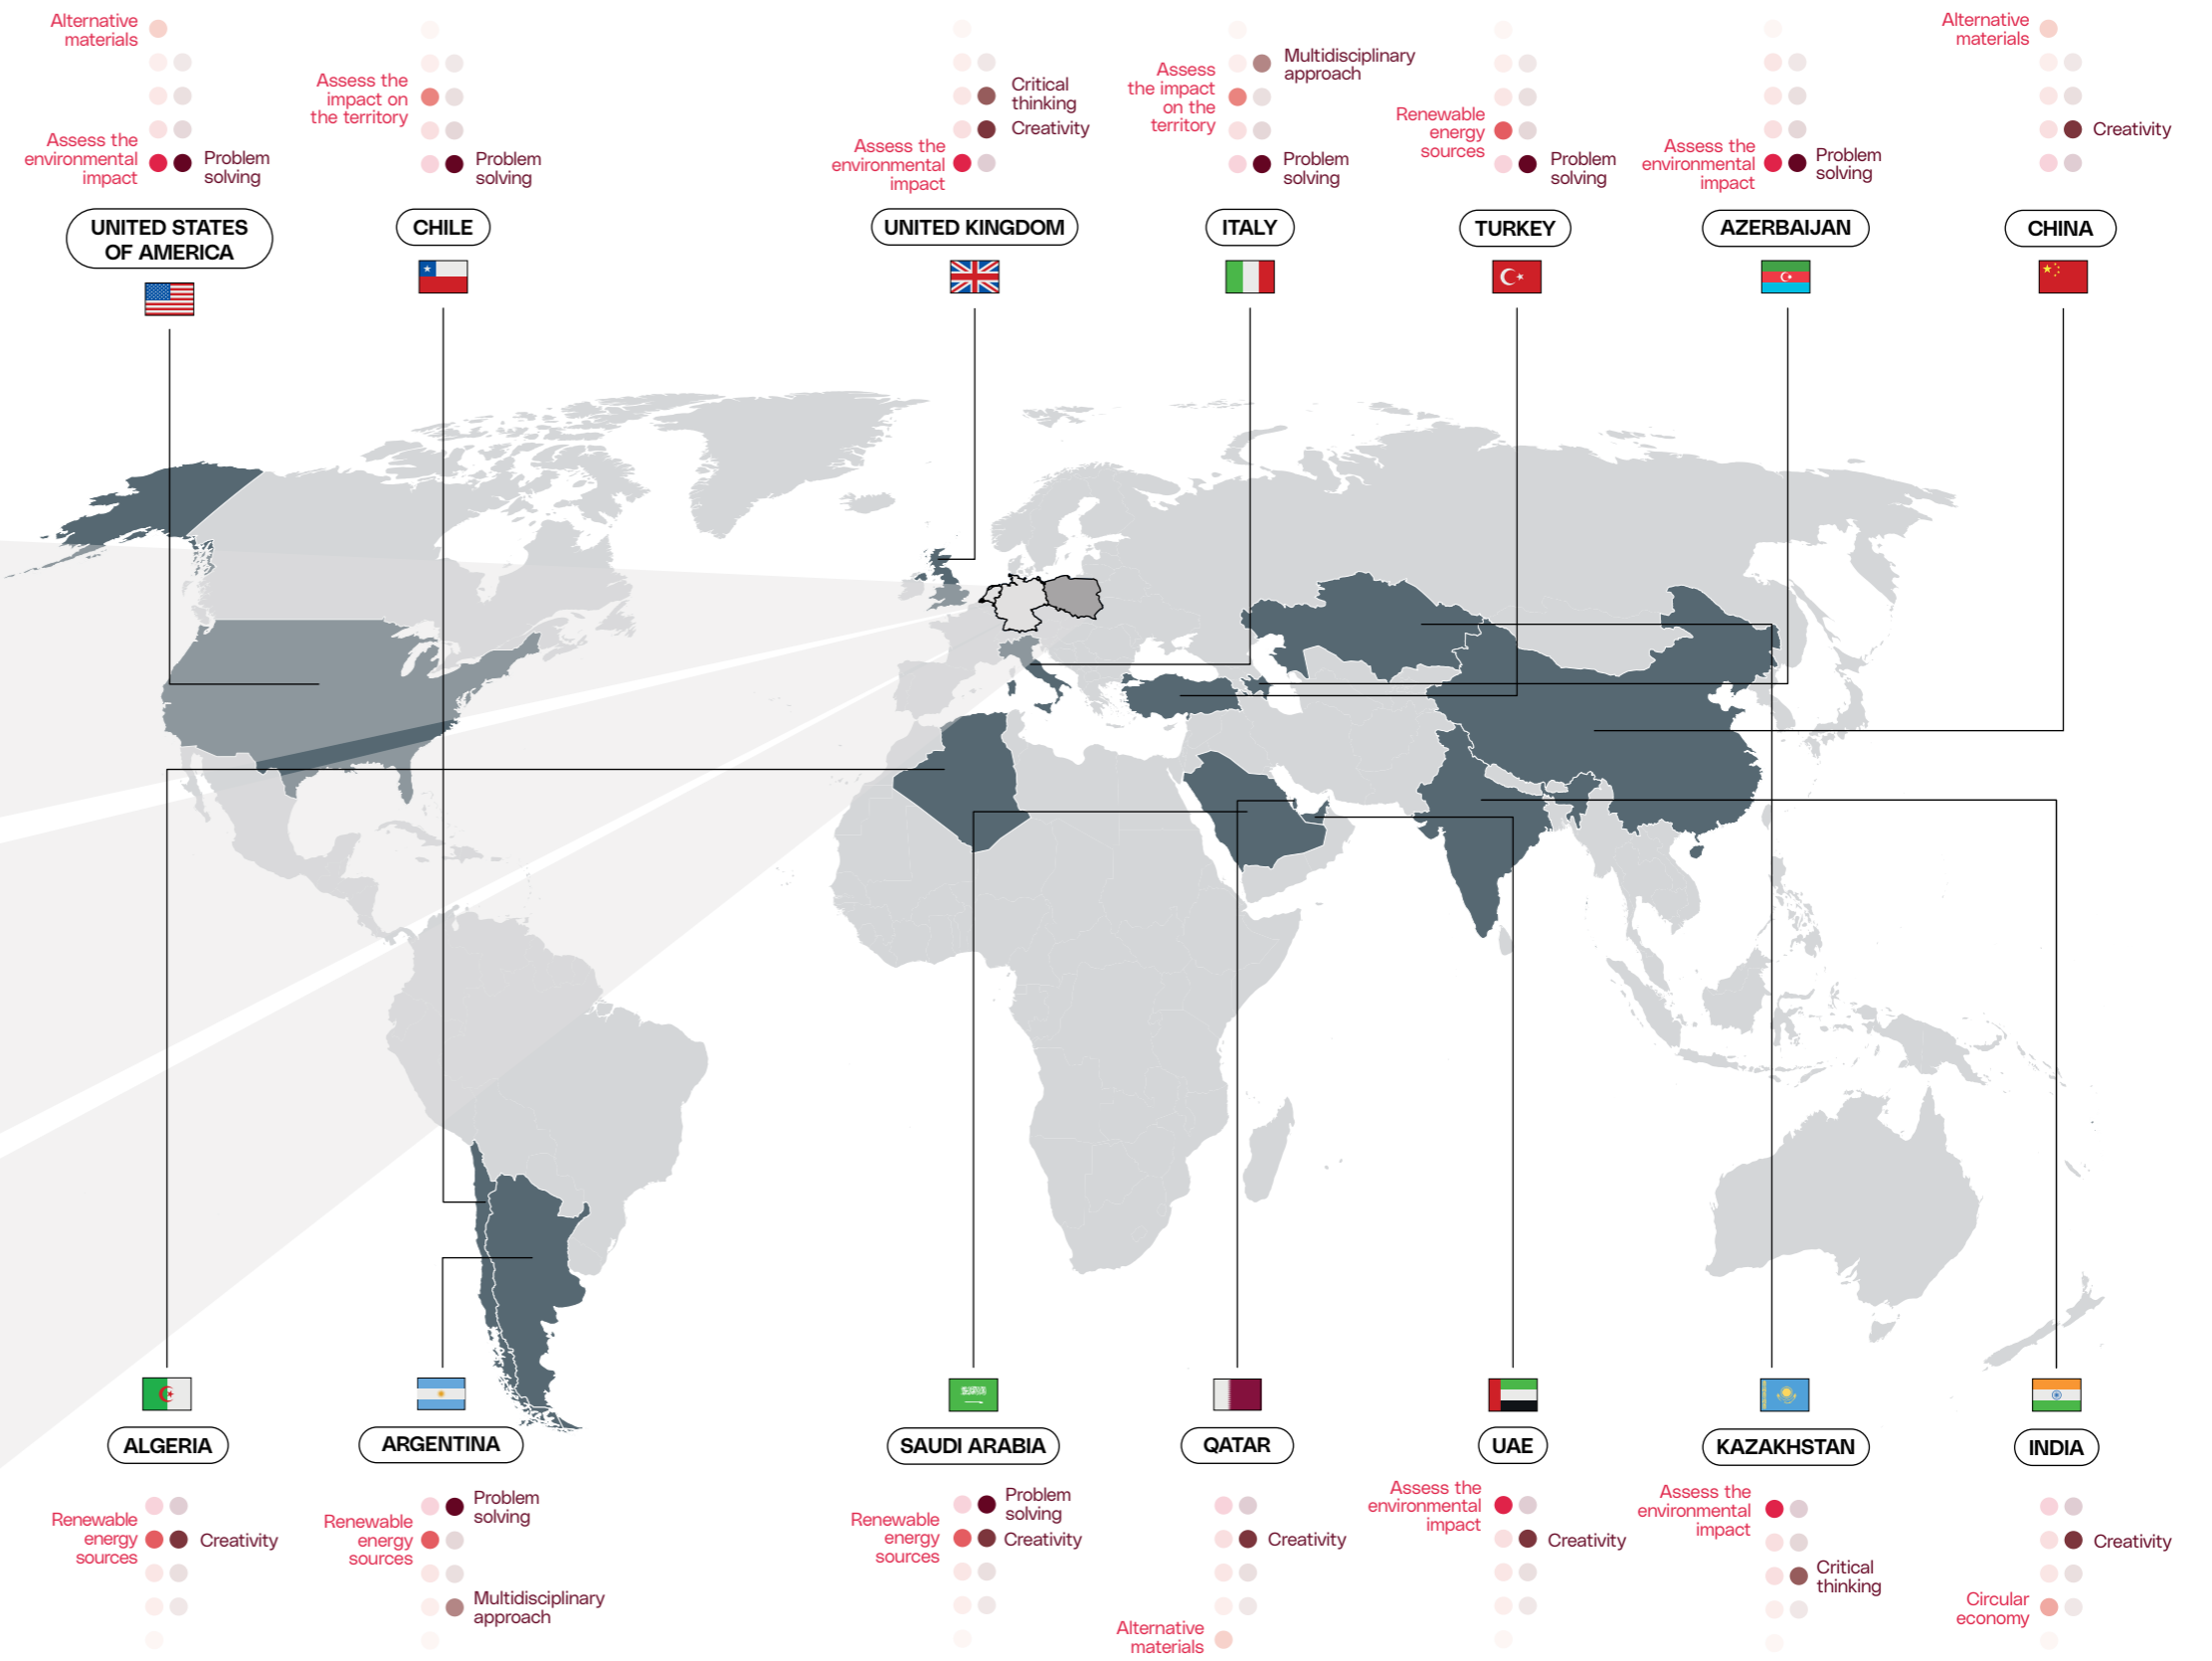 Alternative
materials
Assess the
environmental
impact
Problem
solving
UNITED STATES
OF AMERICA
Assess the
impact on
the territory
Problem
solving
CHILE
Critical
thinking
Creativity
Assess the
environmental
impact
UNITED KINGDOM
Multidisciplinary
approach
Assess
the impact
on the
territory
Problem
solving
ITALY
Renewable
energy
sources
Problem
solving
TURKEY
Assess the
environmental
impact
Problem
solving
AZERBAIJAN
Alternative
materials
Creativity
CHINA
ALGERIA
Renewable
energy
sources
Creativity
ARGENTINA
Problem
solving
Renewable
energy
sources
Multidisciplinary
approach
SAUDI ARABIA
Problem
solving
Renewable
energy
sources
Creativity
QATAR
Creativity
Alternative
materials
UAE
Assess the
environmental
impact
Creativity
KAZAKHSTAN
Assess the
environmental
impact
Critical
thinking
INDIA
Creativity
Circular
economy